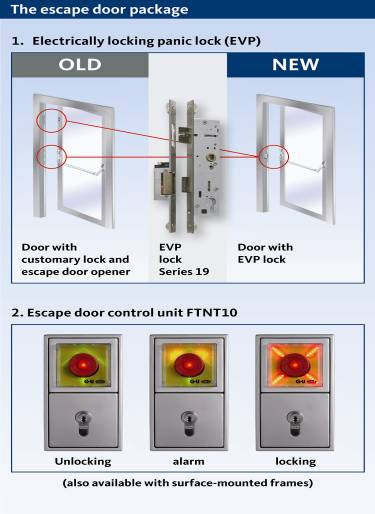 The escape door package
1. Electrically locking panic lock (EVP)
OLD
NEW
Door with
customary lock and
escape door opener
EVP
lock
Series 19
Door with
EVP lock
2. Escape door control unit FTNT10
G-U
G-U
G-U
Unlocking
alarm
locking
(also available with surface-mounted frames)